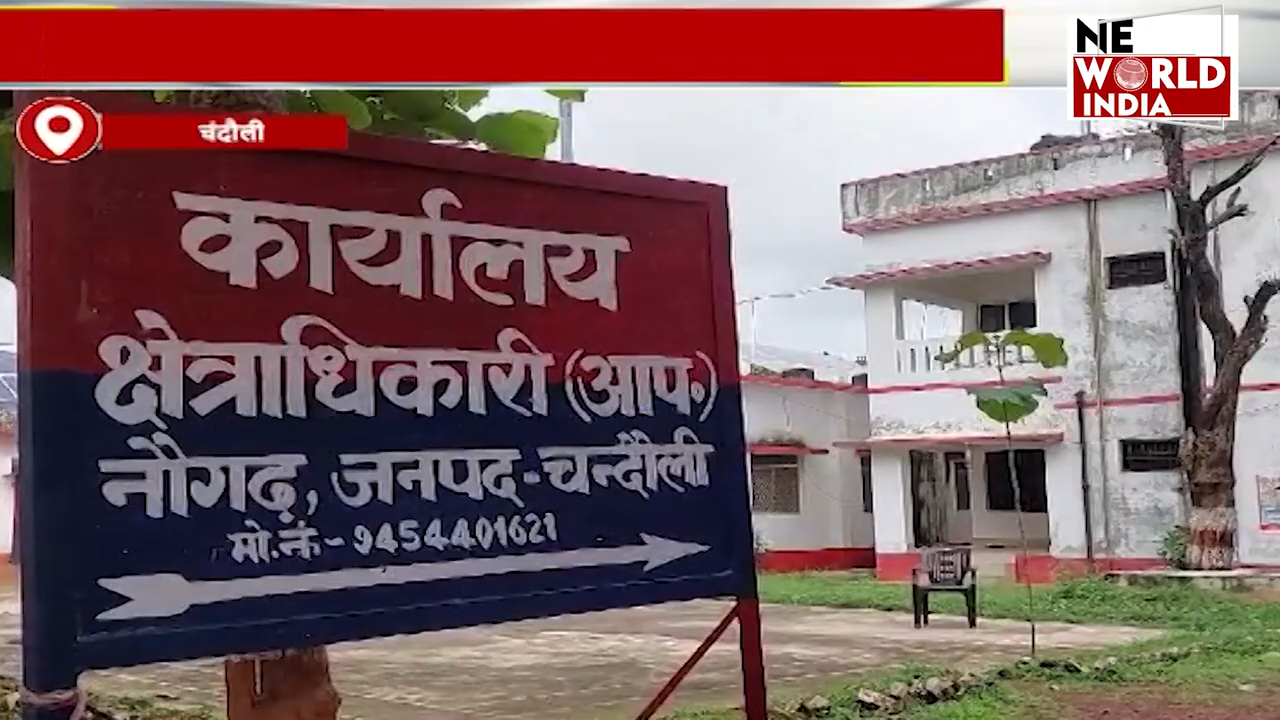 NE
WORLD
INDIA
चंदौली
कार्यालय
क्षेत्राधिकारी (आप॰)
नौगढ़, जनपद-चन्दौली
मो.नं.-9454401621